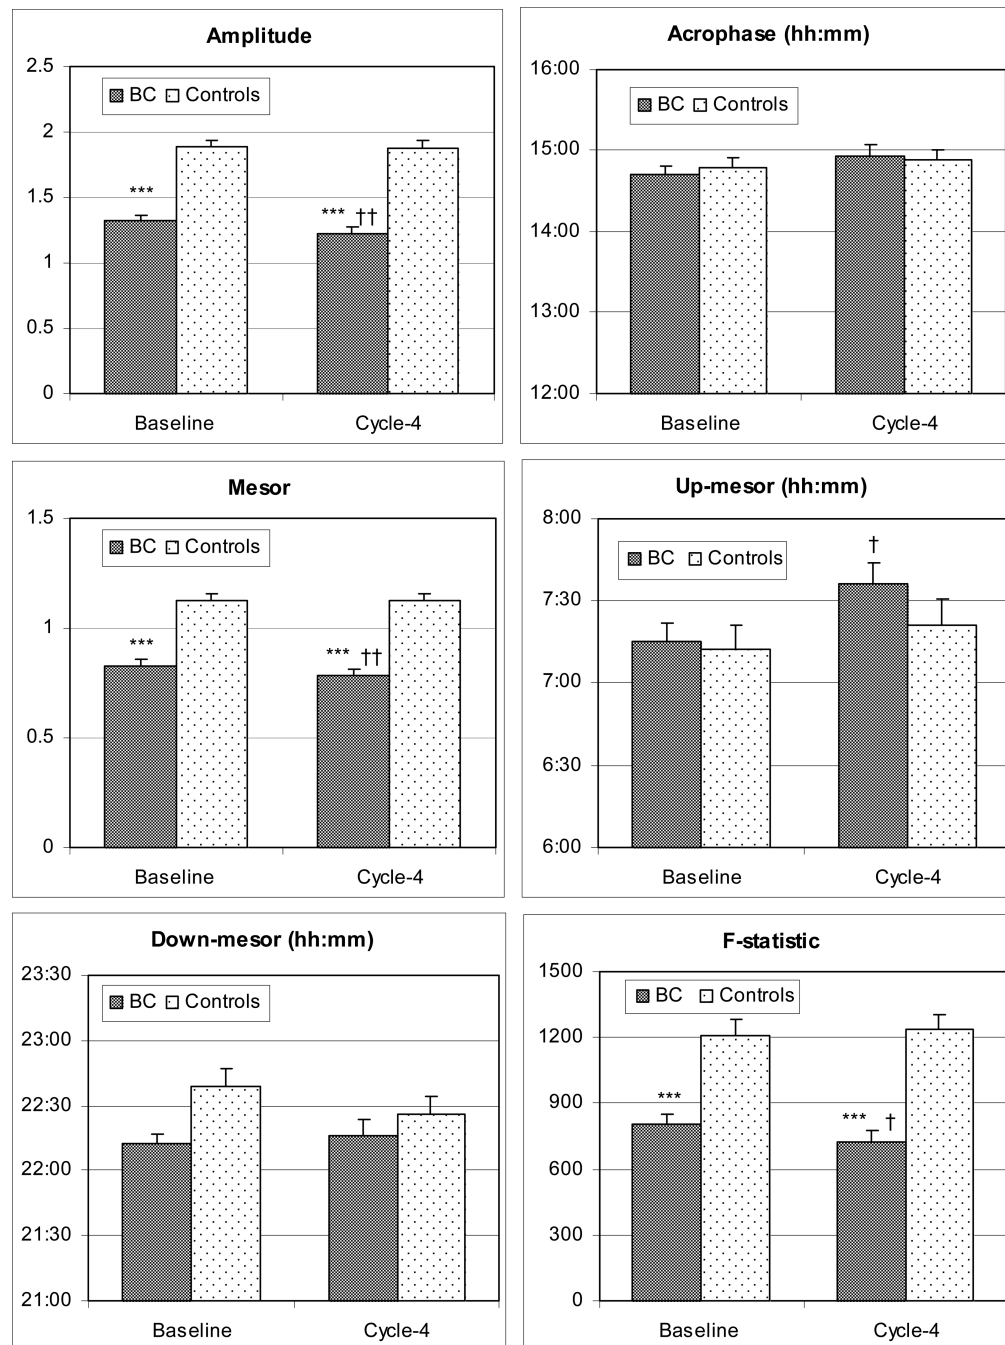 Amplitude
2.5
BC Controls
2
***
*** ††
1.5
1
0.5
0
Baseline Cycle-4
Acrophase (hh:mm)
16:00
BC Controls
15:00
14:00
13:00
12:00
Baseline Cycle-4
Mesor
1.5
BC Controls
1
***
*** ††
0.5
0
Baseline Cycle-4
Up-mesor (hh:mm)
8:00
BC Controls
†
7:30
7:00
6:30
6:00
Baseline Cycle-4
Down-mesor (hh:mm)
23:30
BC Controls
23:00
22:30
22:00
21:30
21:00
Baseline Cycle-4
F-statistic
1500
BC Controls
1200
900
***
*** †
600
300
0
Baseline Cycle-4